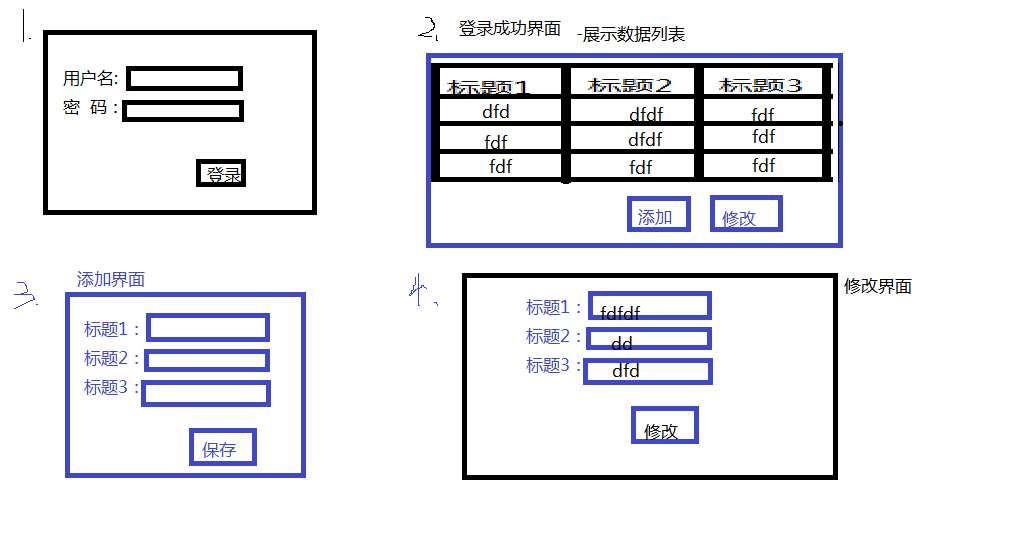 1.
用户名:
密 码：
登录
2.
登录成功界面 -展示数据列表
标题1 标题2 标题3
dfd dfdf fdf
fdf dfdf fdf
fdf fdf fdf
添加 修改
3.
添加界面
标题1：
标题2：
标题3：
保存
4.
修改界面
标题1： fdfdf
标题2： dd
标题3： dfd
修改